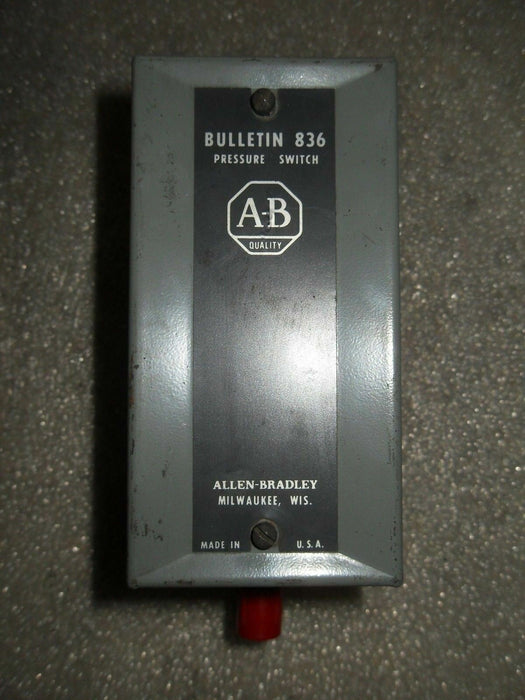 BULLETIN 836
PRESSURE SWITCH
A-B
QUALITY
ALLEN-BRADLEY
MILWAUKEE, WIS.
MADE IN U.S.A.